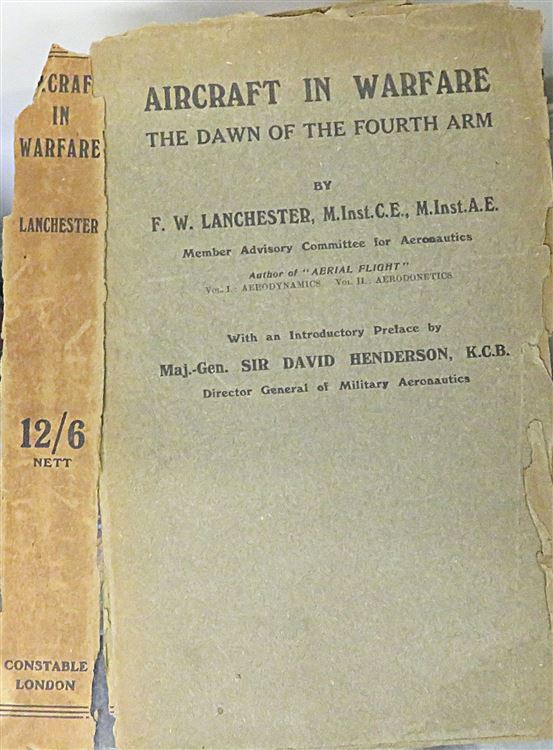 IN
WARFARE
LANCHESTER
12/6
NETT
CONSTABLE
LONDON
AIRCRAFT IN WARFARE
THE DAWN OF THE FOURTH ARM
BY
F. W. LANCHESTER, M.Inst.C.E., M.Inst.A.E.
Member Advisory Committee for Aeronautics
Author of "AERIAL FLIGHT"
VOL. I.: AERODYNAMICS VOL. II.: AERODONETICS
With an Introductory Preface by
Maj.-Gen. SIR DAVID HENDERSON, K.C.B.
Director General of Military Aeronautics